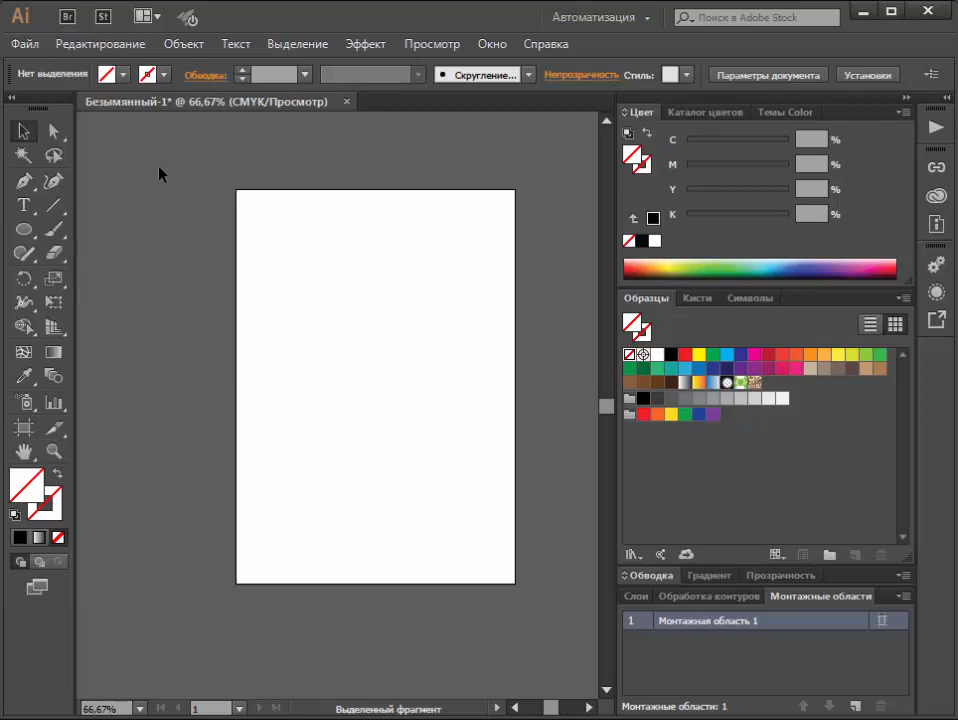 Ai Br St Автоматизация Поиск в Adobe Stock
Файл Редактирование Объект Текст Выделение Эффект Просмотр Окно Справка
Нет выделения Обводка: Скругление... Непрозрачность Стиль: Параметры документа Установки
Безымянный-1* @ 66,67% (CMYK/Просмотр) ×
Цвет Каталог цветов Темы Color
C %
M %
Y %
K %
Образцы Кисти Символы
Обводка Градиент Прозрачность
Слои Обработка контуров Монтажные области
1 Монтажная область 1
Монтажные области: 1
66,67% 1 Выделенный фрагмент